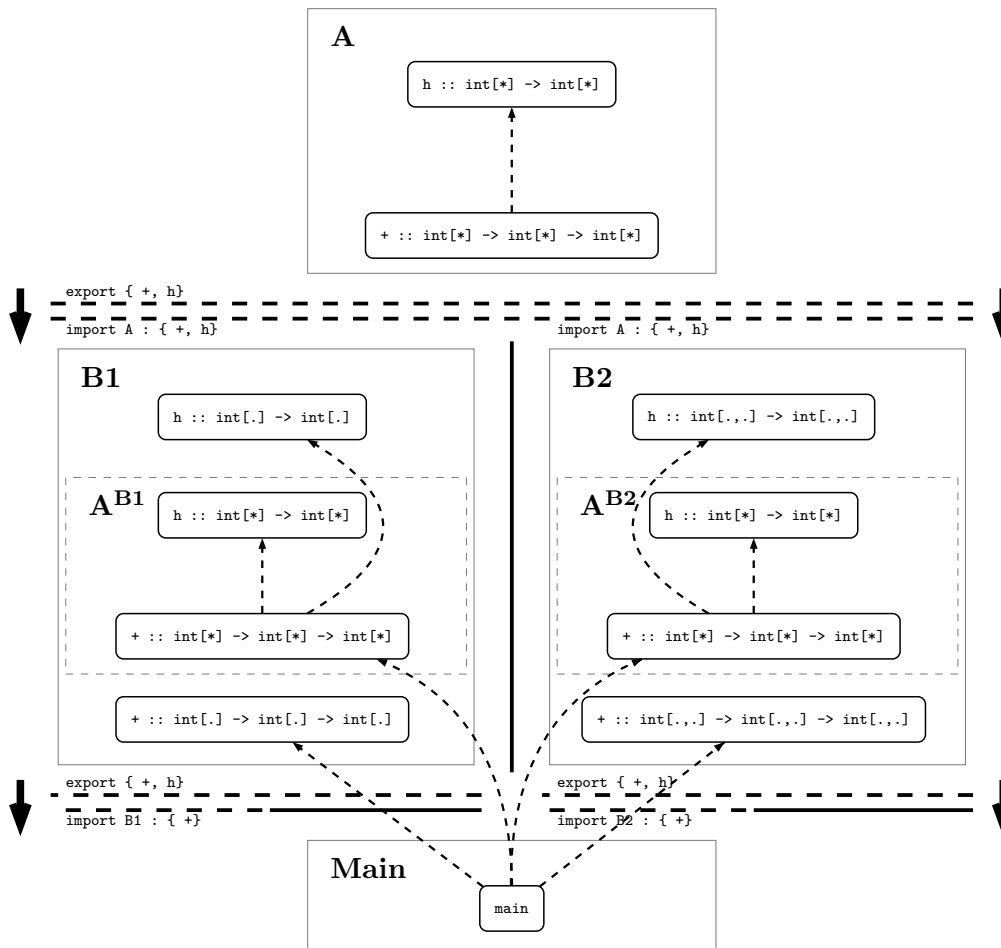 A
h :: int[*] -> int[*]
+ :: int[*] -> int[*] -> int[*]
export { +, h}
import A : { +, h}
import A : { +, h}
B1
h :: int[.] -> int[.]
A^B1
h :: int[*] -> int[*]
+ :: int[*] -> int[*] -> int[*]
+ :: int[.] -> int[.] -> int[.]
B2
h :: int[.,.] -> int[.,.]
A^B2
h :: int[*] -> int[*]
+ :: int[*] -> int[*] -> int[*]
+ :: int[.,.] -> int[.,.] -> int[.,.]
export { +, h}
import B1 : { +}
export { +, h}
import B2 : { +}
Main
main